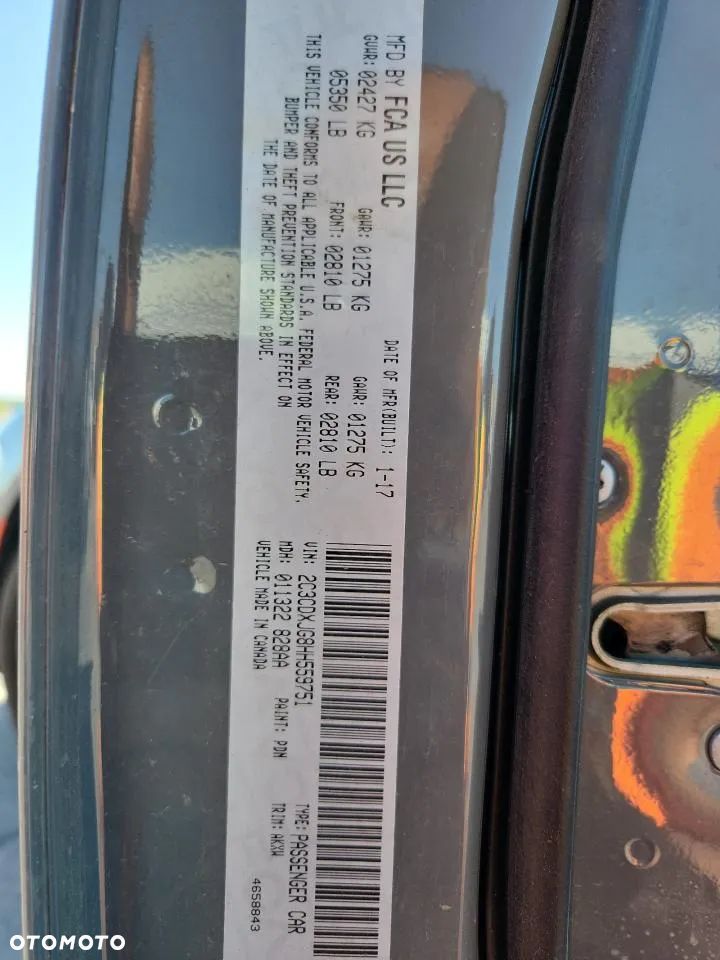 MFD BY FCA US LLC DATE OF MFR(BUILT): 1-17
GVWR: 02427 KG GAWR: 01275 KG GAWR: 01275 KG
05350 LB FRONT: 02810 LB REAR: 02810 LB
THIS VEHICLE CONFORMS TO ALL APPLICABLE U.S.A. FEDERAL MOTOR VEHICLE SAFETY,
BUMPER AND THEFT PREVENTION STANDARDS IN EFFECT ON
THE DATE OF MANUFACTURE SHOWN ABOVE.
VIN: 2C3CDXJG8HH559751 TYPE: PASSENGER CAR
MDH: 011322 828AA PAINT: PDN TRIM: AKXW
VEHICLE MADE IN CANADA 4658843
OTOMOTO